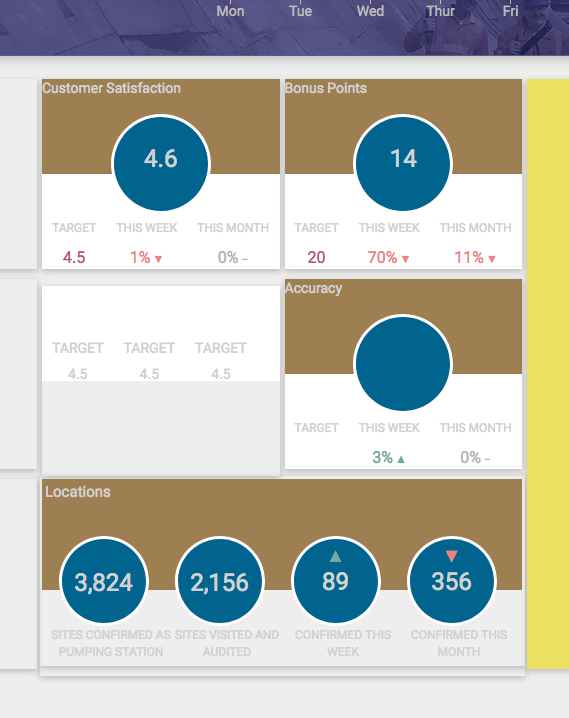 Mon Tue Wed Thur Fri
Customer Satisfaction
4.6
TARGET THIS WEEK THIS MONTH
4.5 1% ▼ 0% –
Bonus Points
14
TARGET THIS WEEK THIS MONTH
20 70% ▼ 11% ▼
TARGET TARGET TARGET
4.5 4.5 4.5
Accuracy
TARGET THIS WEEK THIS MONTH
3% ▲ 0% –
Locations
▲ ▼
3,824 2,156 89 356
SITES CONFIRMED AS SITES VISITED AND CONFIRMED THIS CONFIRMED THIS
PUMPING STATION AUDITED WEEK MONTH